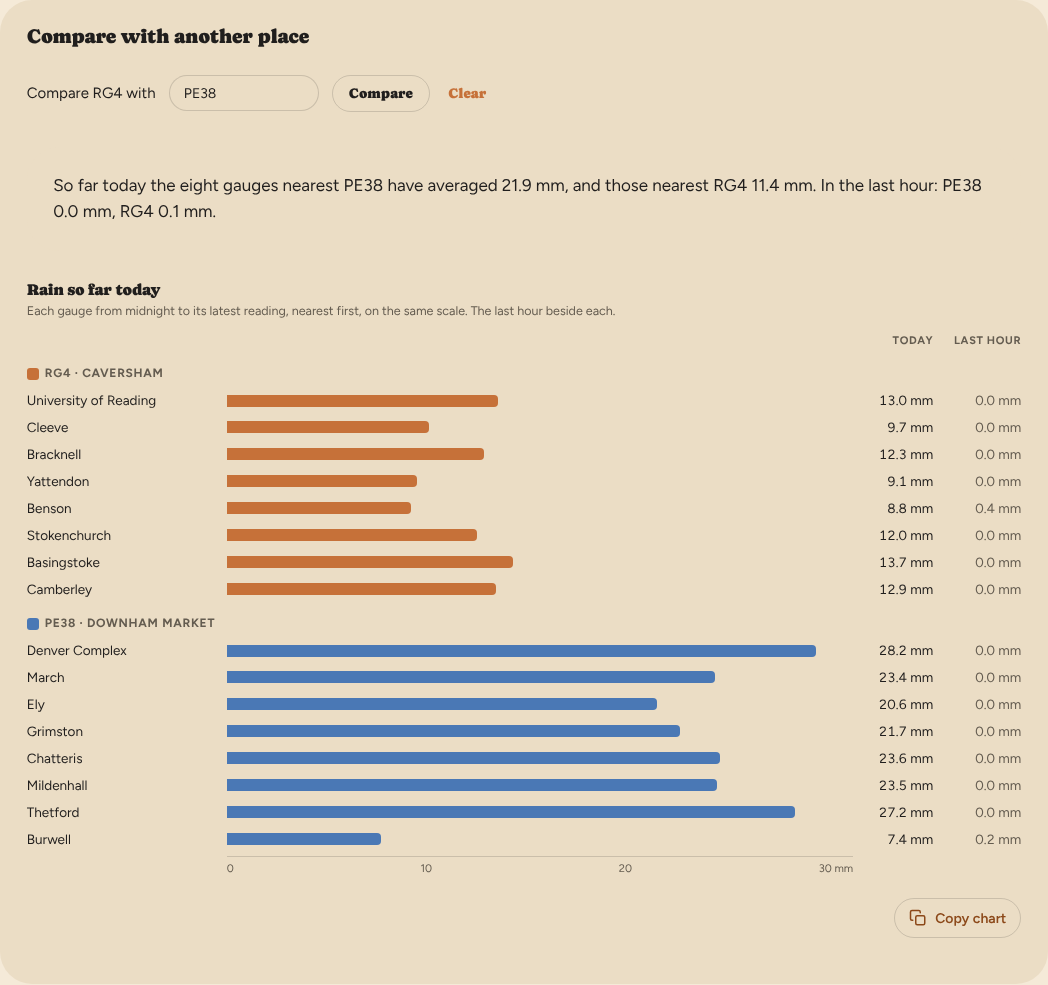 Compare with another place
Compare RG4 with PE38 Compare Clear
So far today the eight gauges nearest PE38 have averaged 21.9 mm, and those nearest RG4 11.4 mm. In the last hour: PE38
0.0 mm, RG4 0.1 mm.
Rain so far today
Each gauge from midnight to its latest reading, nearest first, on the same scale. The last hour beside each.
TODAY LAST HOUR
RG4 · CAVERSHAM
University of Reading 13.0 mm 0.0 mm
Cleeve 9.7 mm 0.0 mm
Bracknell 12.3 mm 0.0 mm
Yattendon 9.1 mm 0.0 mm
Benson 8.8 mm 0.4 mm
Stokenchurch 12.0 mm 0.0 mm
Basingstoke 13.7 mm 0.0 mm
Camberley 12.9 mm 0.0 mm
PE38 · DOWNHAM MARKET
Denver Complex 28.2 mm 0.0 mm
March 23.4 mm 0.0 mm
Ely 20.6 mm 0.0 mm
Grimston 21.7 mm 0.0 mm
Chatteris 23.6 mm 0.0 mm
Mildenhall 23.5 mm 0.0 mm
Thetford 27.2 mm 0.0 mm
Burwell 7.4 mm 0.2 mm
0 10 20 30 mm
Copy chart